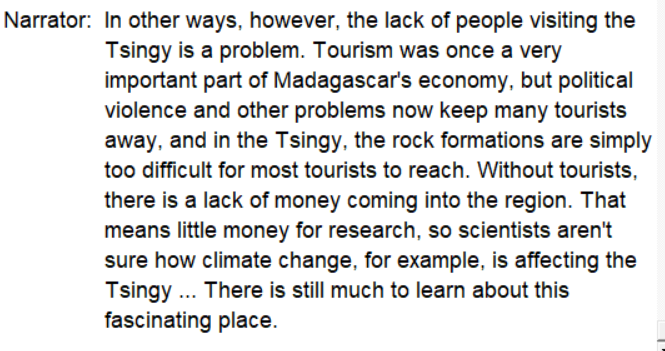 Narrator: In other ways, however, the lack of people visiting the
Tsingy is a problem. Tourism was once a very
important part of Madagascar's economy, but political
violence and other problems now keep many tourists
away, and in the Tsingy, the rock formations are simply
too difficult for most tourists to reach. Without tourists,
there is a lack of money coming into the region. That
means little money for research, so scientists aren't
sure how climate change, for example, is affecting the
Tsingy ... There is still much to learn about this
fascinating place.